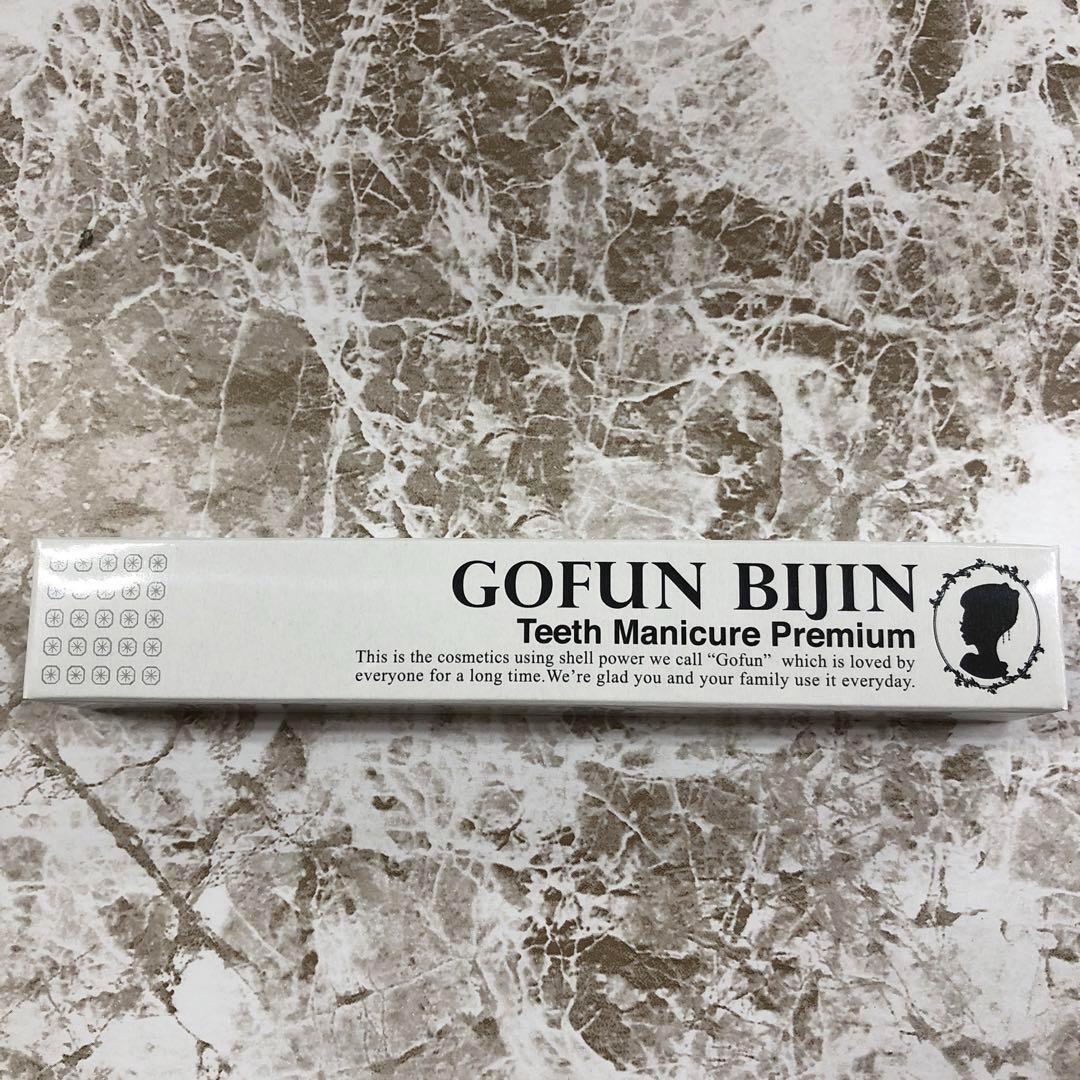 GOFUN BIJIN
Teeth Manicure Premium
This is the cosmetics using shell power we call “Gofun” which is loved by
everyone for a long time.We're glad you and your family use it everyday.